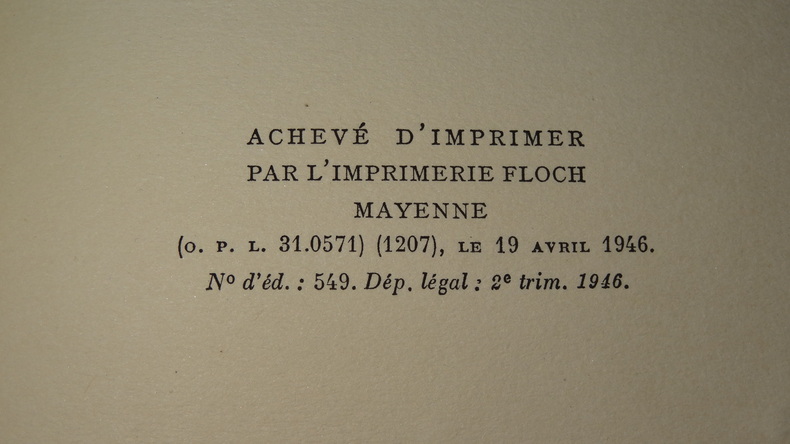 ACHEVÉ D'IMPRIMER
PAR L'IMPRIMERIE FLOCH
MAYENNE
(O. P. L. 31.0571) (1207), LE 19 AVRIL 1946.
Nº d'éd. : 549. Dép. légal : 2ᵉ trim. 1946.